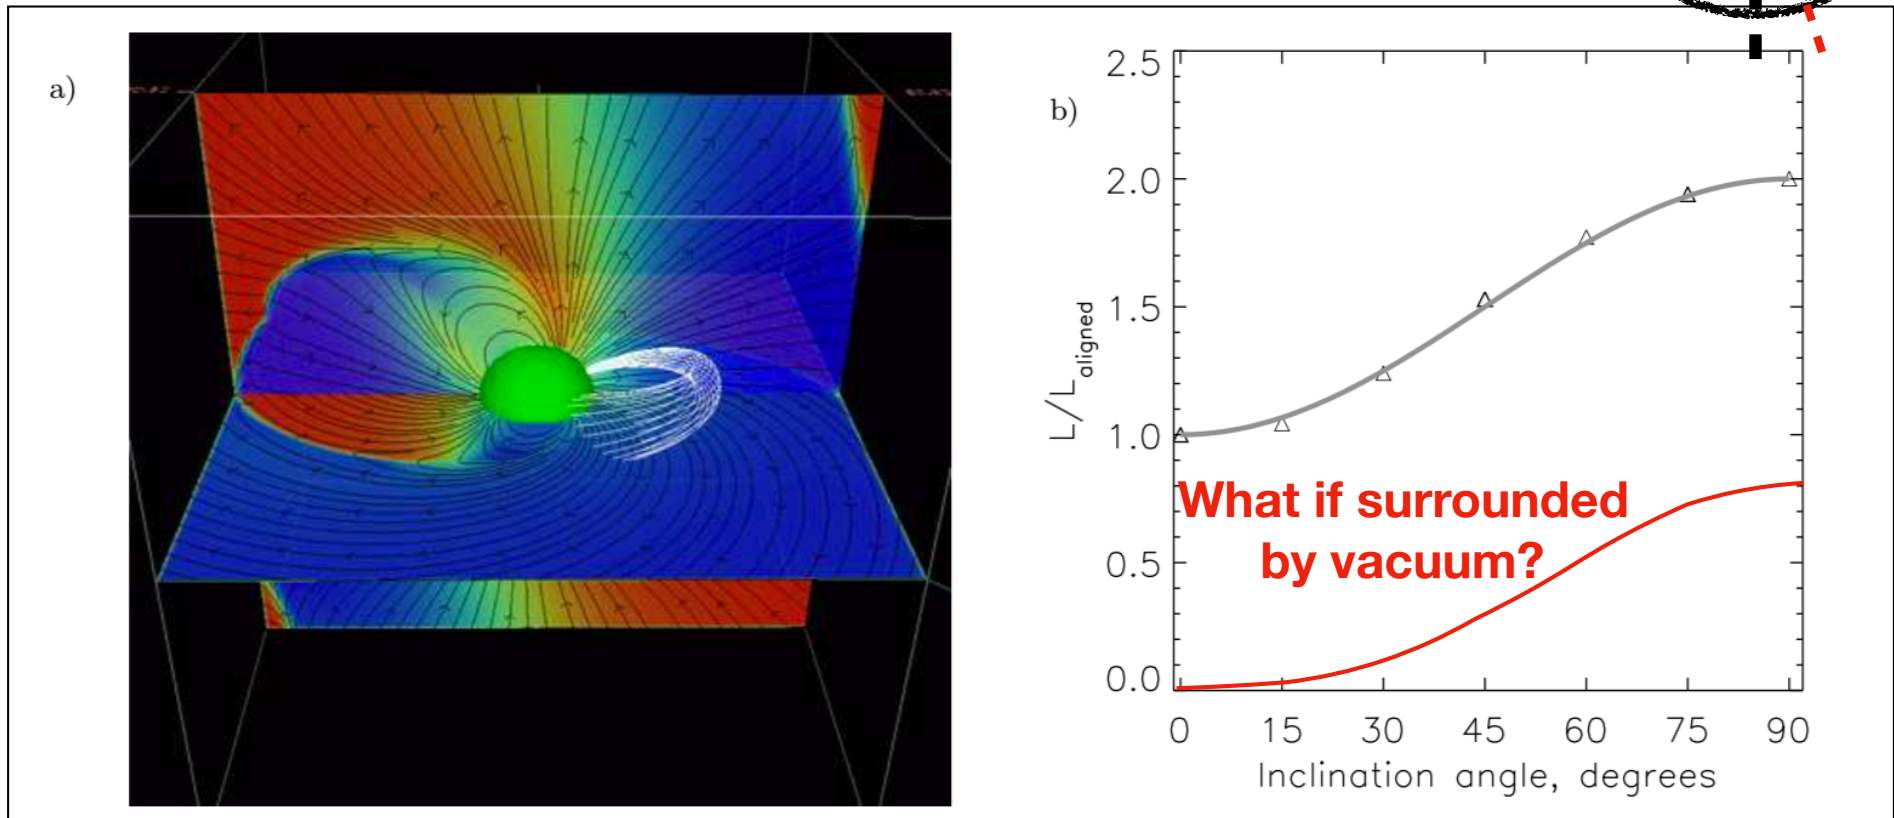 a)
b)
2.5
2.0
1.5
1.0
0.5
0.0
L/L aligned
What if surrounded
by vacuum?
0 15 30 45 60 75 90
Inclination angle, degrees